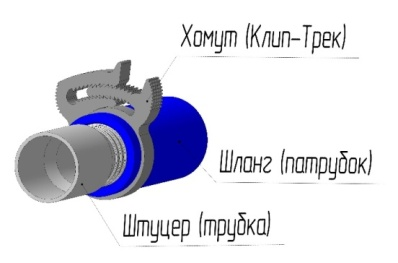 Хомут (Клип-Трек)
Шланг (патрубок)
Штуцер (трубка)